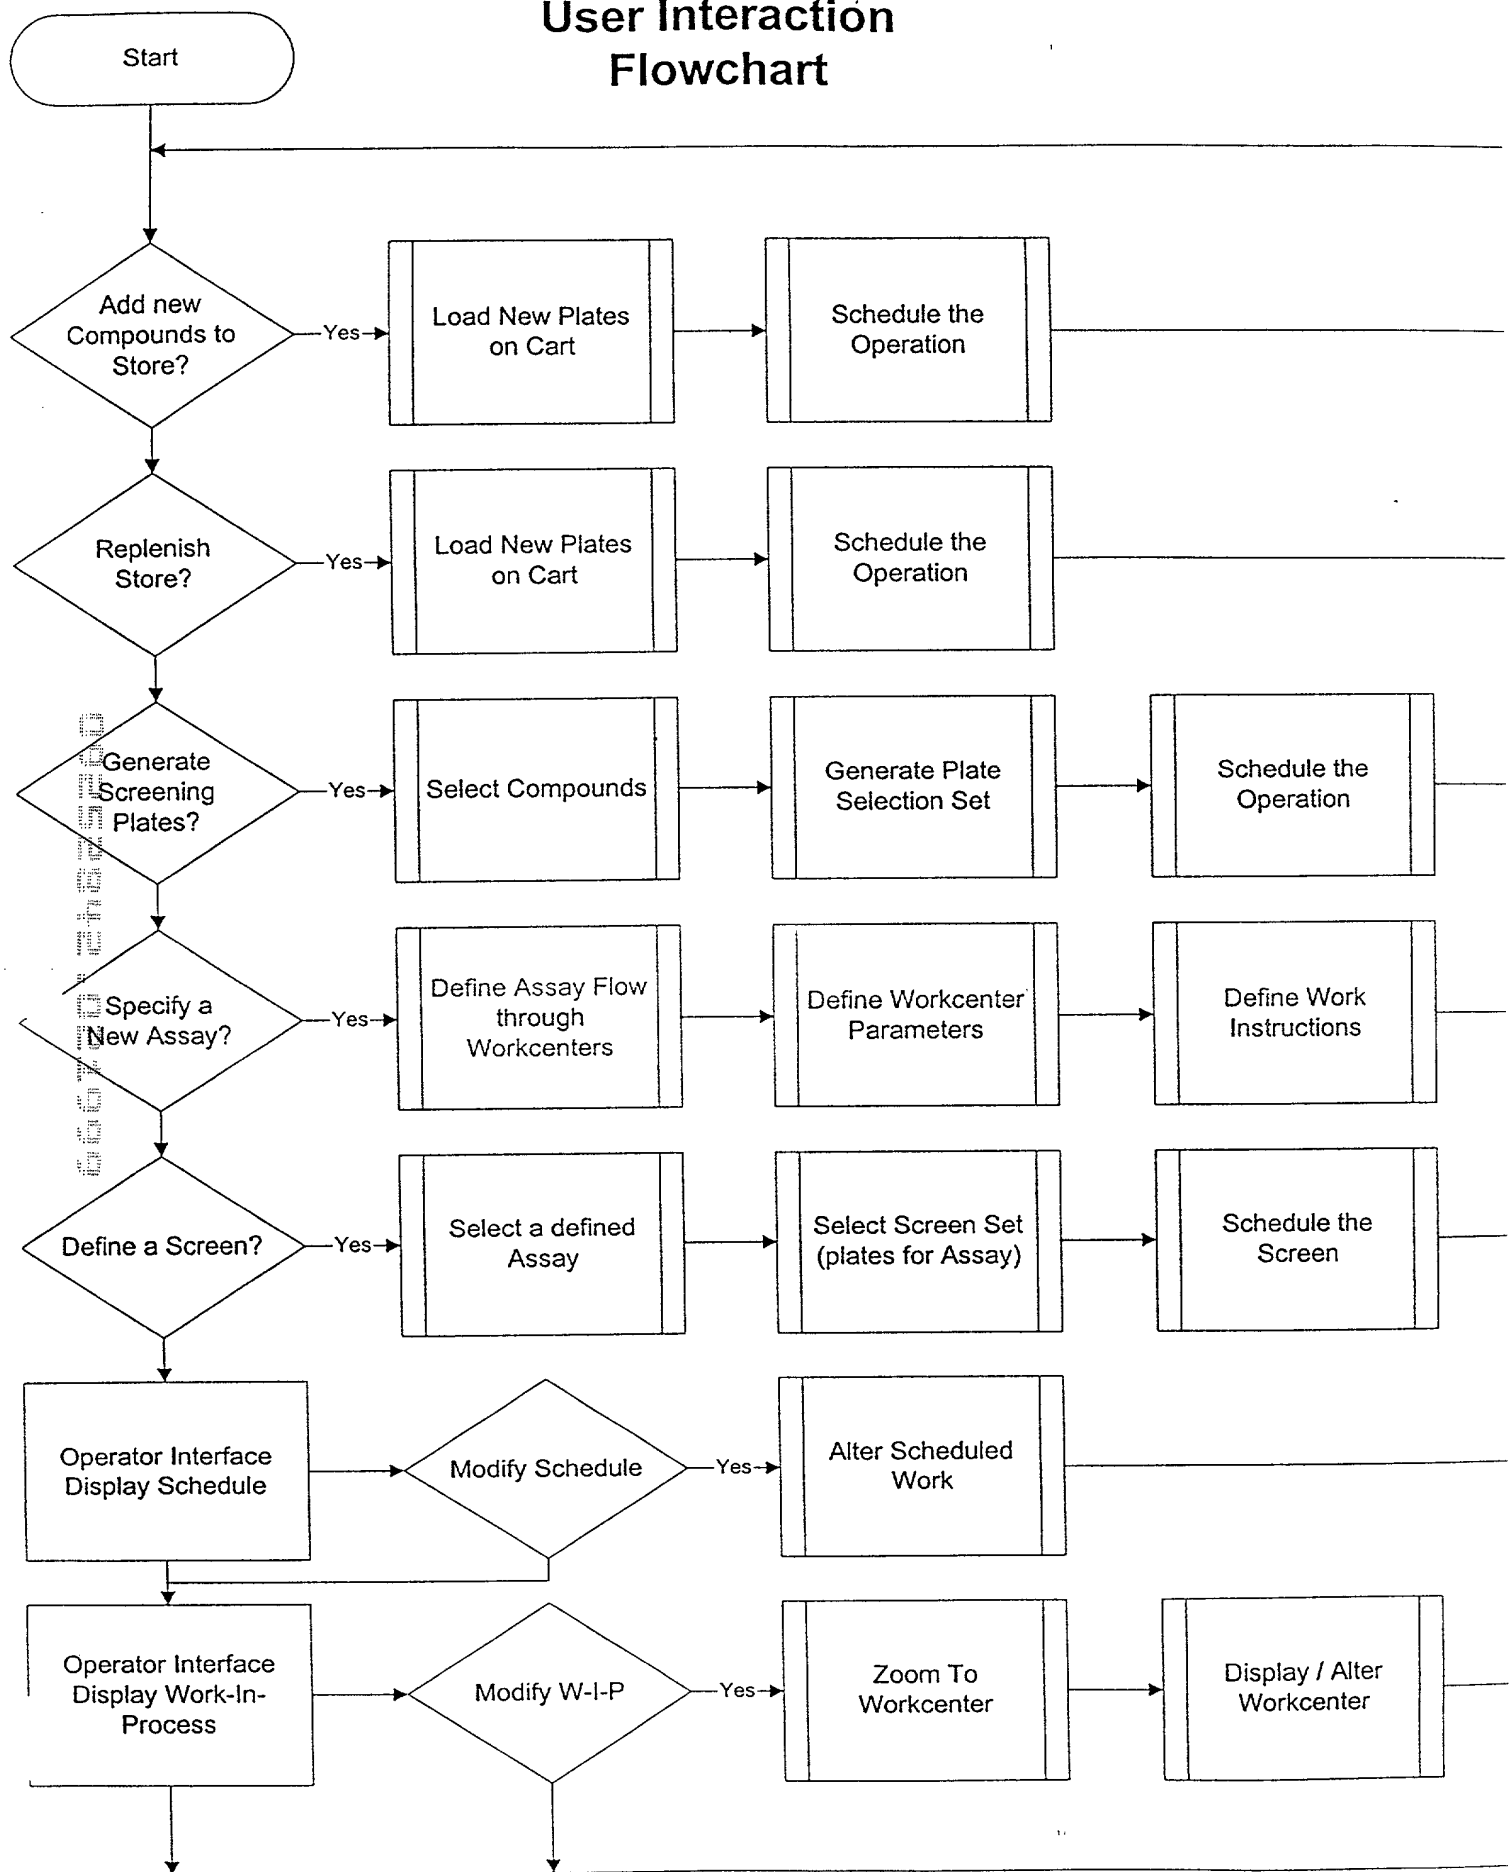 User Interaction
Flowchart
Start
Add new
Compounds to
Store?
Yes
Load New Plates
on Cart
Schedule the
Operation
Replenish
Store?
Yes
Load New Plates
on Cart
Schedule the
Operation
Generate
Screening
Plates?
Yes
Select Compounds
Generate Plate
Selection Set
Schedule the
Operation
Specify a
New Assay?
Yes
Define Assay Flow
through
Workcenters
Define Workcenter
Parameters
Define Work
Instructions
Define a Screen?
Yes
Select a defined
Assay
Select Screen Set
(plates for Assay)
Schedule the
Screen
Operator Interface
Display Schedule
Modify Schedule
Yes
Alter Scheduled
Work
Operator Interface
Display Work-In-
Process
Modify W-I-P
Yes
Zoom To
Workcenter
Display / Alter
Workcenter